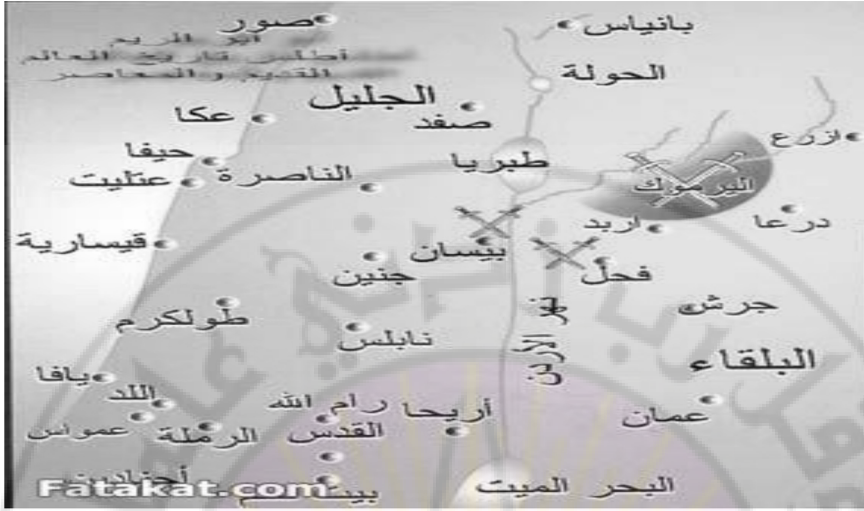 صور
بانياس
أطلس تاريخ العالم
القديم والمعاصر
الحولة
الجليل
عكا
صفد
ازرع
حيفا
طبريا
الناصرة
عتليت
اليرموك
درعا
اربد
قيسارية
بيسان
جنين
فحل
جرش
طولكرم
نهر الأردن
نابلس
البلقاء
يافا
اللد
رام الله
أريحا
عمان
عمواس
الرملة
القدس
أجنادين
البحر الميت
Fatakat.com